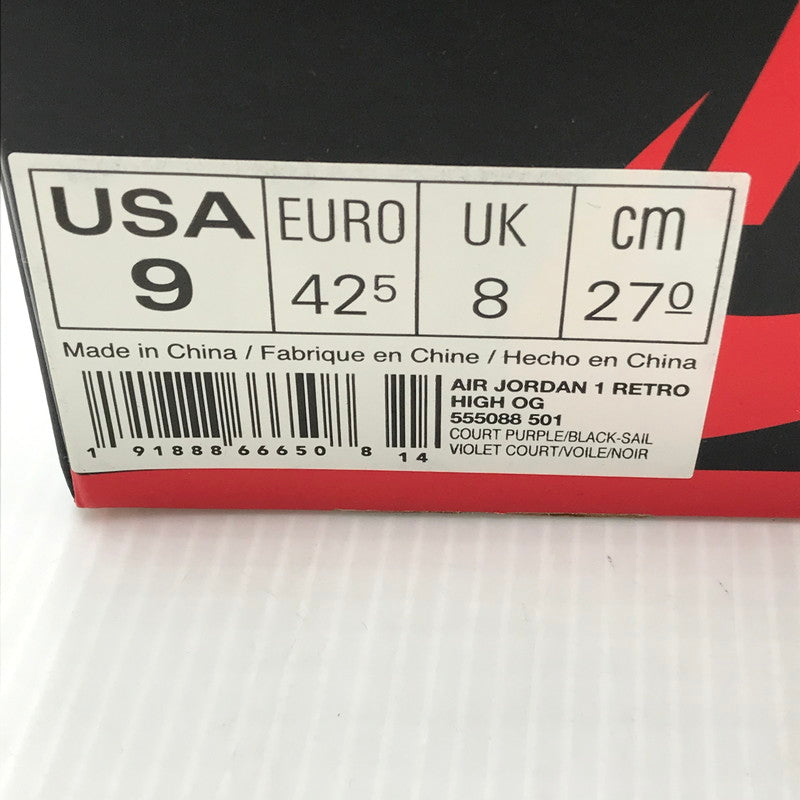 USA EURO UK cm
9 42⁵ 8 27⁰
Made in China / Fabrique en Chine / Hecho en China
AIR JORDAN 1 RETRO
HIGH OG
555088 501
COURT PURPLE/BLACK-SAIL
VIOLET COURT/VOILE/NOIR
1 91888 66650 8 14